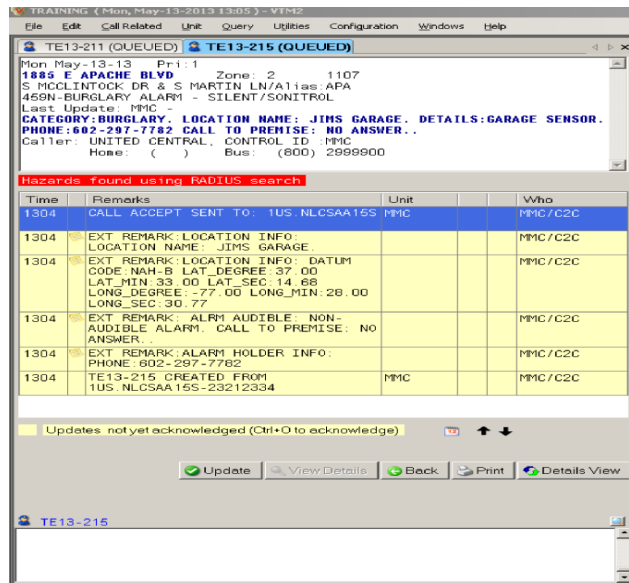 TRAINING ( Mon, May-13-2013 13:05 ) - VTM2
File Edit Call Related Unit Query Utilities Configuration Windows Help
TE13-211 (QUEUED) TE13-215 (QUEUED)
Mon May-13-13 Pri:1
1885 E APACHE BLVD Zone: 2 1107
S MCCLINTOCK DR & S MARTIN LN/Alias:APA
459N-BURGLARY ALARM - SILENT/SONITROL
Last Update: MMC -
CATEGORY:BURGLARY. LOCATION NAME: JIMS GARAGE. DETAILS:GARAGE SENSOR.
PHONE:602-297-7782 CALL TO PREMISE: NO ANSWER..
Caller: UNITED CENTRAL, CONTROL ID :MMC
Home: ( ) Bus: (800) 2999900
Hazards found using RADIUS search
Time Remarks Unit Who
1304 CALL ACCEPT SENT TO: 1US.NLCSAA15S MMC MMC/C2C
1304 EXT REMARK:LOCATION INFO: MMC/C2C
LOCATION NAME: JIMS GARAGE.
1304 EXT REMARK:LOCATION INFO: DATUM MMC/C2C
CODE:NAH-B LAT_DEGREE:37.00
LAT_MIN:33.00 LAT_SEC:14.68
LONG_DEGREE:-77.00 LONG_MIN:28.00
LONG_SEC:30.77
1304 EXT REMARK: ALRM AUDIBLE: NON- MMC/C2C
AUDIBLE ALARM. CALL TO PREMISE: NO
ANSWER..
1304 EXT REMARK:ALARM HOLDER INFO: MMC/C2C
PHONE:602-297-7782
1304 TE13-215 CREATED FROM MMC MMC/C2C
1US.NLCSAA15S-23212334
Updates not yet acknowledged (Ctrl+O to acknowledge)
Update View Details Back Print Details View
TE13-215